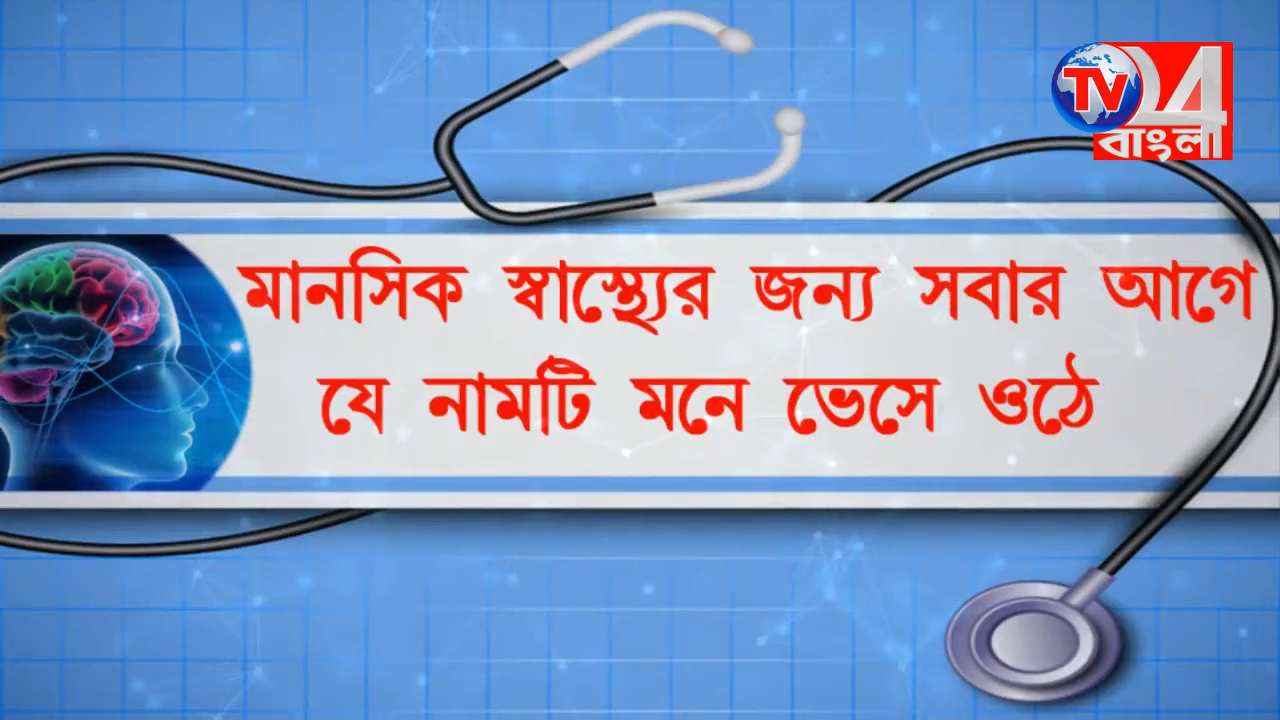 TV 24
বাংলা
মানসিক স্বাস্থ্যের জন্য সবার আগে
যে নামটি মনে ভেসে ওঠে